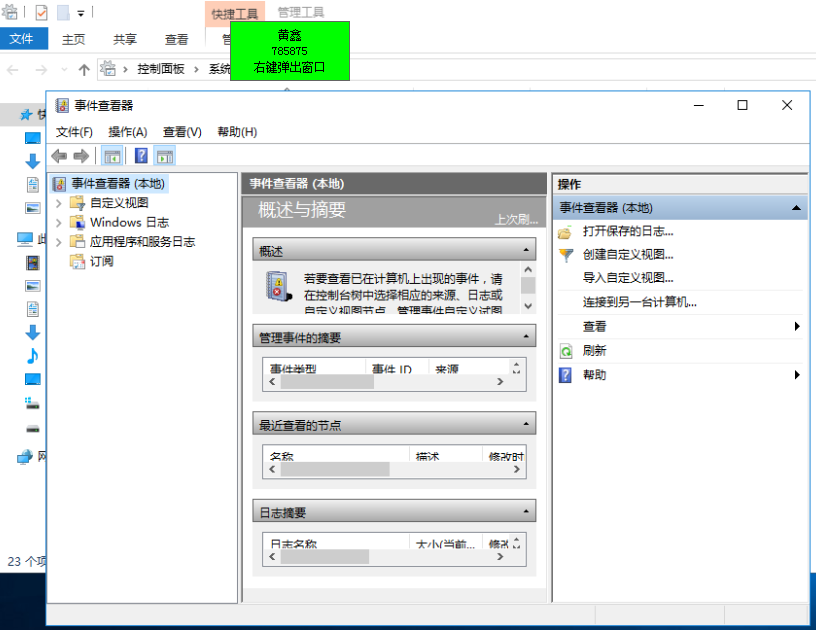 快捷工具
管理工具
文件
主页
共享
查看
黄鑫
785875
右键弹出窗口
控制面板
系统
事件查看器
文件(F)
操作(A)
查看(V)
帮助(H)
事件查看器 (本地)
自定义视图
Windows 日志
应用程序和服务日志
订阅
事件查看器 (本地)
概述与摘要
上次刷...
概述
若要查看已在计算机上出现的事件，请
在控制台树中选择相应的来源、日志或
自定义视图节点。管理事件自定义试图
管理事件的摘要
事件类型
事件 ID
来源
最近查看的节点
名称
描述
修改时
日志摘要
日志名称
大小(当前...
修改
操作
事件查看器 (本地)
打开保存的日志...
创建自定义视图...
导入自定义视图...
连接到另一台计算机...
查看
刷新
帮助
23 个项